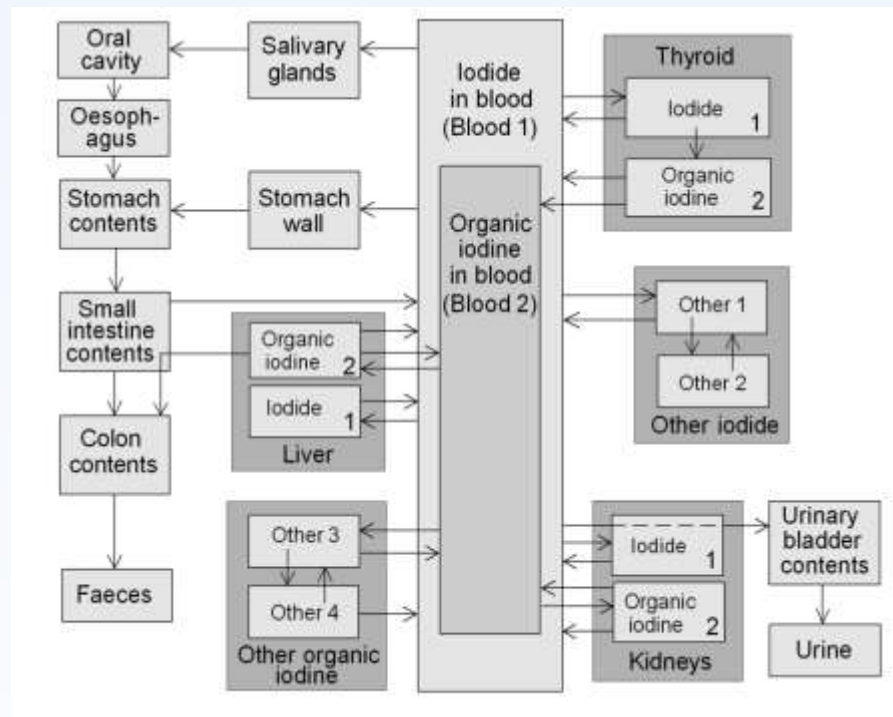 Oral
cavity
Salivary
glands
Oesoph-
agus
Stomach
contents
Stomach
wall
Small
intestine
contents
Colon
contents
Faeces
Organic
iodine
2
Iodide
1
Liver
Other 3
Other 4
Other organic
iodine
Iodide
in blood
(Blood 1)
Organic
iodine
in blood
(Blood 2)
Thyroid
Iodide
1
Organic
iodine
2
Other 1
Other 2
Other iodide
Iodide
1
Organic
iodine
2
Kidneys
Urinary
bladder
contents
Urine